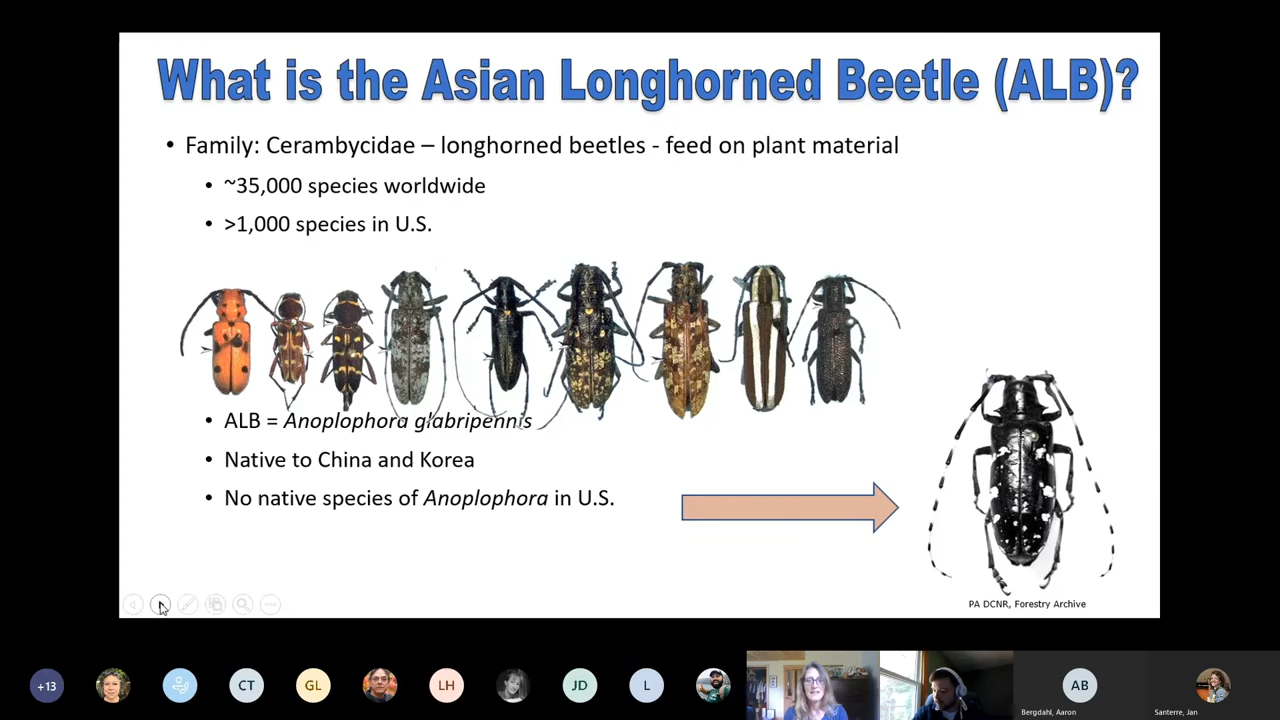 What is the Asian Longhorned Beetle (ALB)?
• Family: Cerambycidae – longhorned beetles - feed on plant material
• ~35,000 species worldwide
• >1,000 species in U.S.
• ALB = Anoplophora glabripennis
• Native to China and Korea
• No native species of Anoplophora in U.S.
PA DCNR, Forestry Archive
+13
CT
GL
LH
JD
L
AB
Bergdahl, Aaron
Santerre, Jan